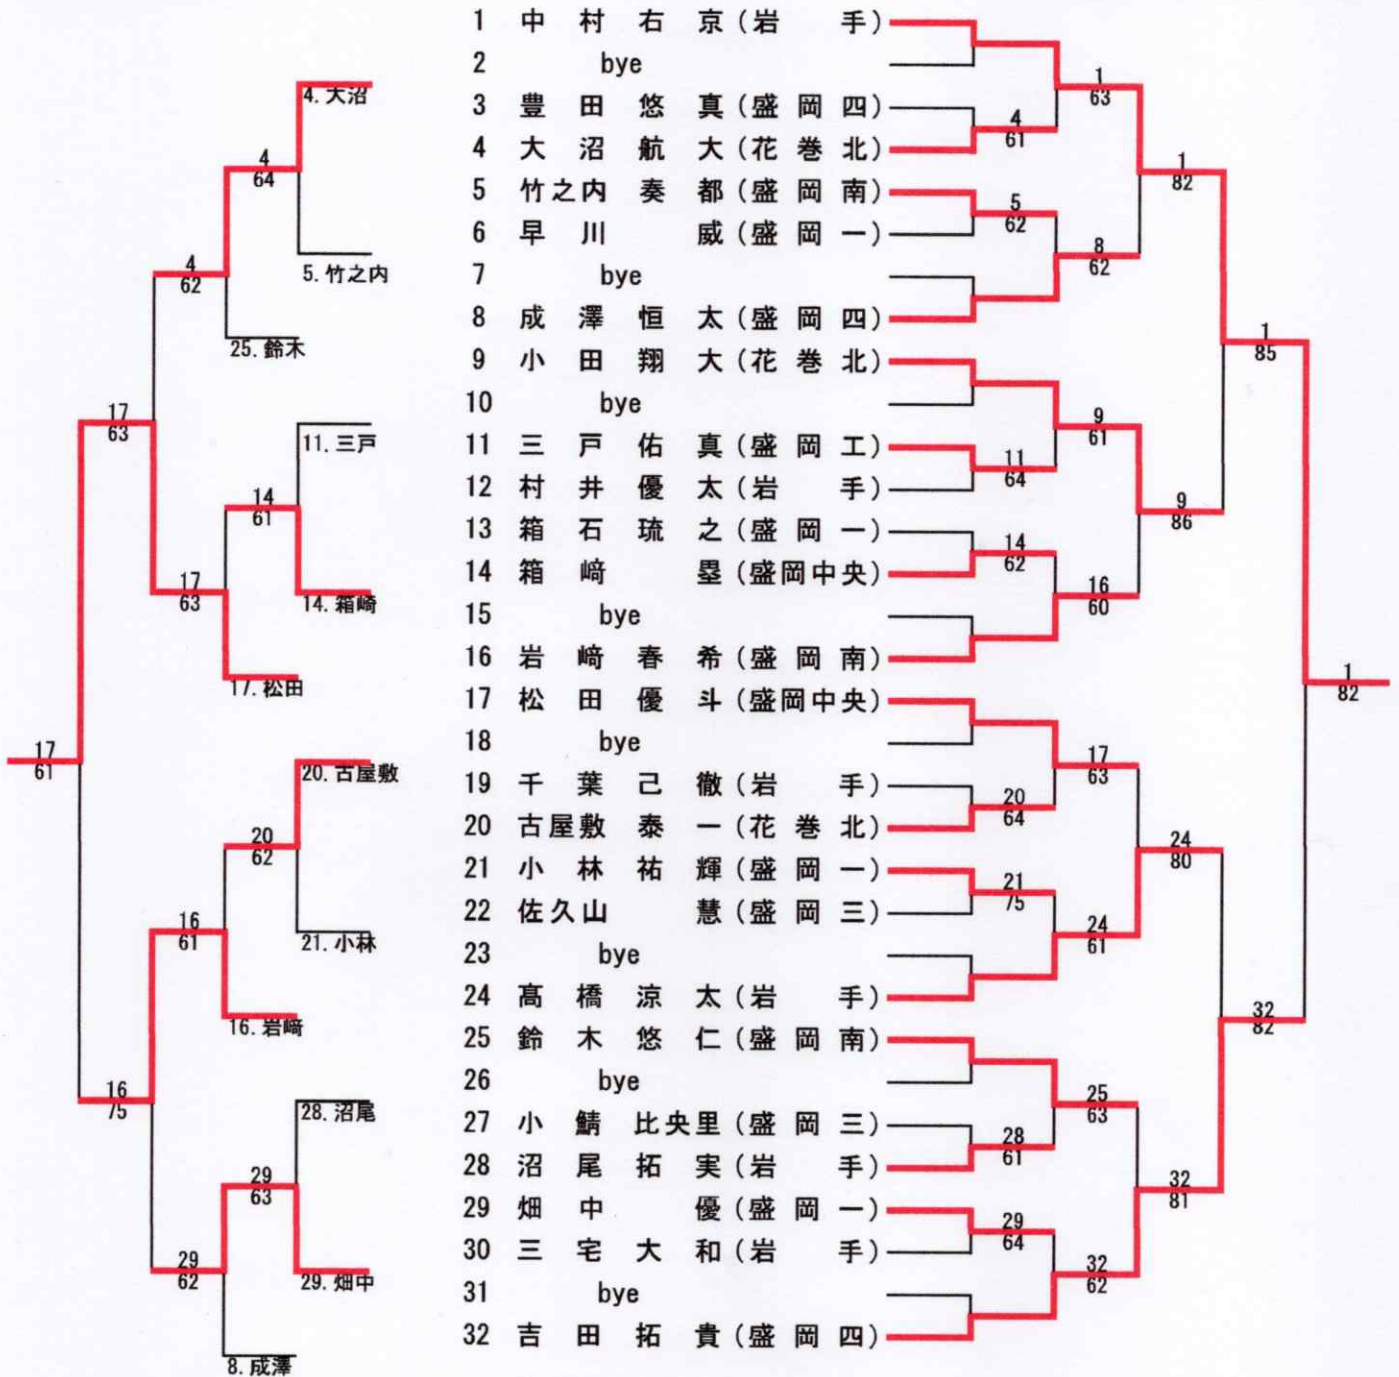 1 中村右京(岩手)
2 bye
3 豊田悠真(盛岡四)
4 大沼航大(花巻北)
5 竹之内奏都(盛岡南)
6 早川威(盛岡一)
7 bye
8 成澤恒太(盛岡四)
9 小田翔大(花巻北)
10 bye
11 三戸佑真(盛岡工)
12 村井優太(岩手)
13 箱石琉之(盛岡一)
14 箱﨑塁(盛岡中央)
15 bye
16 岩﨑春希(盛岡南)
17 松田優斗(盛岡中央)
18 bye
19 千葉己徹(岩手)
20 古屋敷泰一(花巻北)
21 小林祐輝(盛岡一)
22 佐久山慧(盛岡三)
23 bye
24 髙橋涼太(岩手)
25 鈴木悠仁(盛岡南)
26 bye
27 小鯖比央里(盛岡三)
28 沼尾拓実(岩手)
29 畑中優(盛岡一)
30 三宅大和(岩手)
31 bye
32 吉田拓貴(盛岡四)
4
61
5
62
11
64
14
62
20
64
21
75
28
61
29
64
1
63
8
62
9
61
16
60
17
63
24
61
25
63
32
62
1
82
9
86
24
80
32
81
1
85
32
82
1
82
4.大沼
5.竹之内
25.鈴木
11.三戸
14.箱崎
17.松田
20.古屋敷
21.小林
16.岩﨑
28.沼尾
29.畑中
8.成澤
4
64
14
61
20
62
29
63
4
62
17
63
16
61
29
62
17
63
16
75
17
61